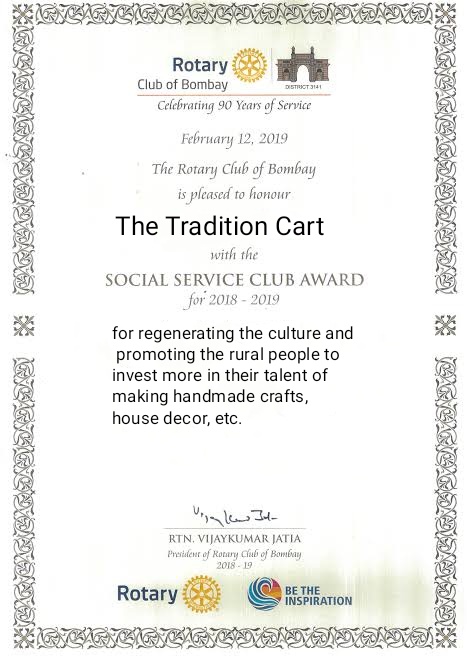 Rotary
Club of Bombay
DISTRICT 3141
Celebrating 90 Years of Service
February 12, 2019
The Rotary Club of Bombay
is pleased to honour
The Tradition Cart
with the
SOCIAL SERVICE CLUB AWARD
for 2018 - 2019
for regenerating the culture and
promoting the rural people to
invest more in their talent of
making handmade crafts,
house decor, etc.
RTN. VIJAYKUMAR JATIA
President of Rotary Club of Bombay
2018 - 19
Rotary
BE THE
INSPIRATION